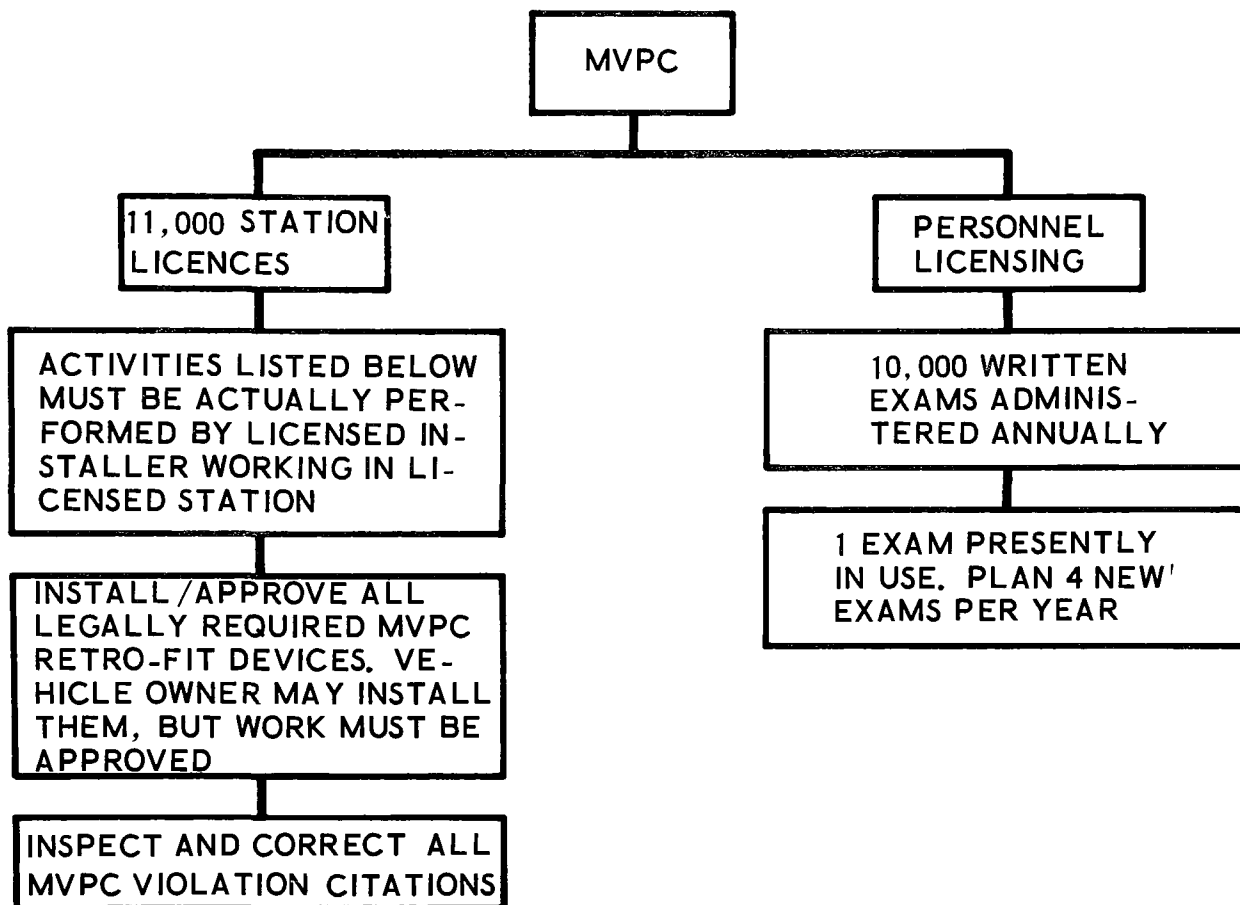 MVPC
11,000 STATION
LICENCES
ACTIVITIES LISTED BELOW
MUST BE ACTUALLY PER-
FORMED BY LICENSED IN-
STALLER WORKING IN LI-
CENSED STATION
INSTALL/APPROVE ALL
LEGALLY REQUIRED MVPC
RETRO-FIT DEVICES. VE-
HICLE OWNER MAY INSTALL
THEM, BUT WORK MUST BE
APPROVED
INSPECT AND CORRECT ALL
MVPC VIOLATION CITATIONS
PERSONNEL
LICENSING
10,000 WRITTEN
EXAMS ADMINIS-
TERED ANNUALLY
1 EXAM PRESENTLY
IN USE. PLAN 4 NEW'
EXAMS PER YEAR